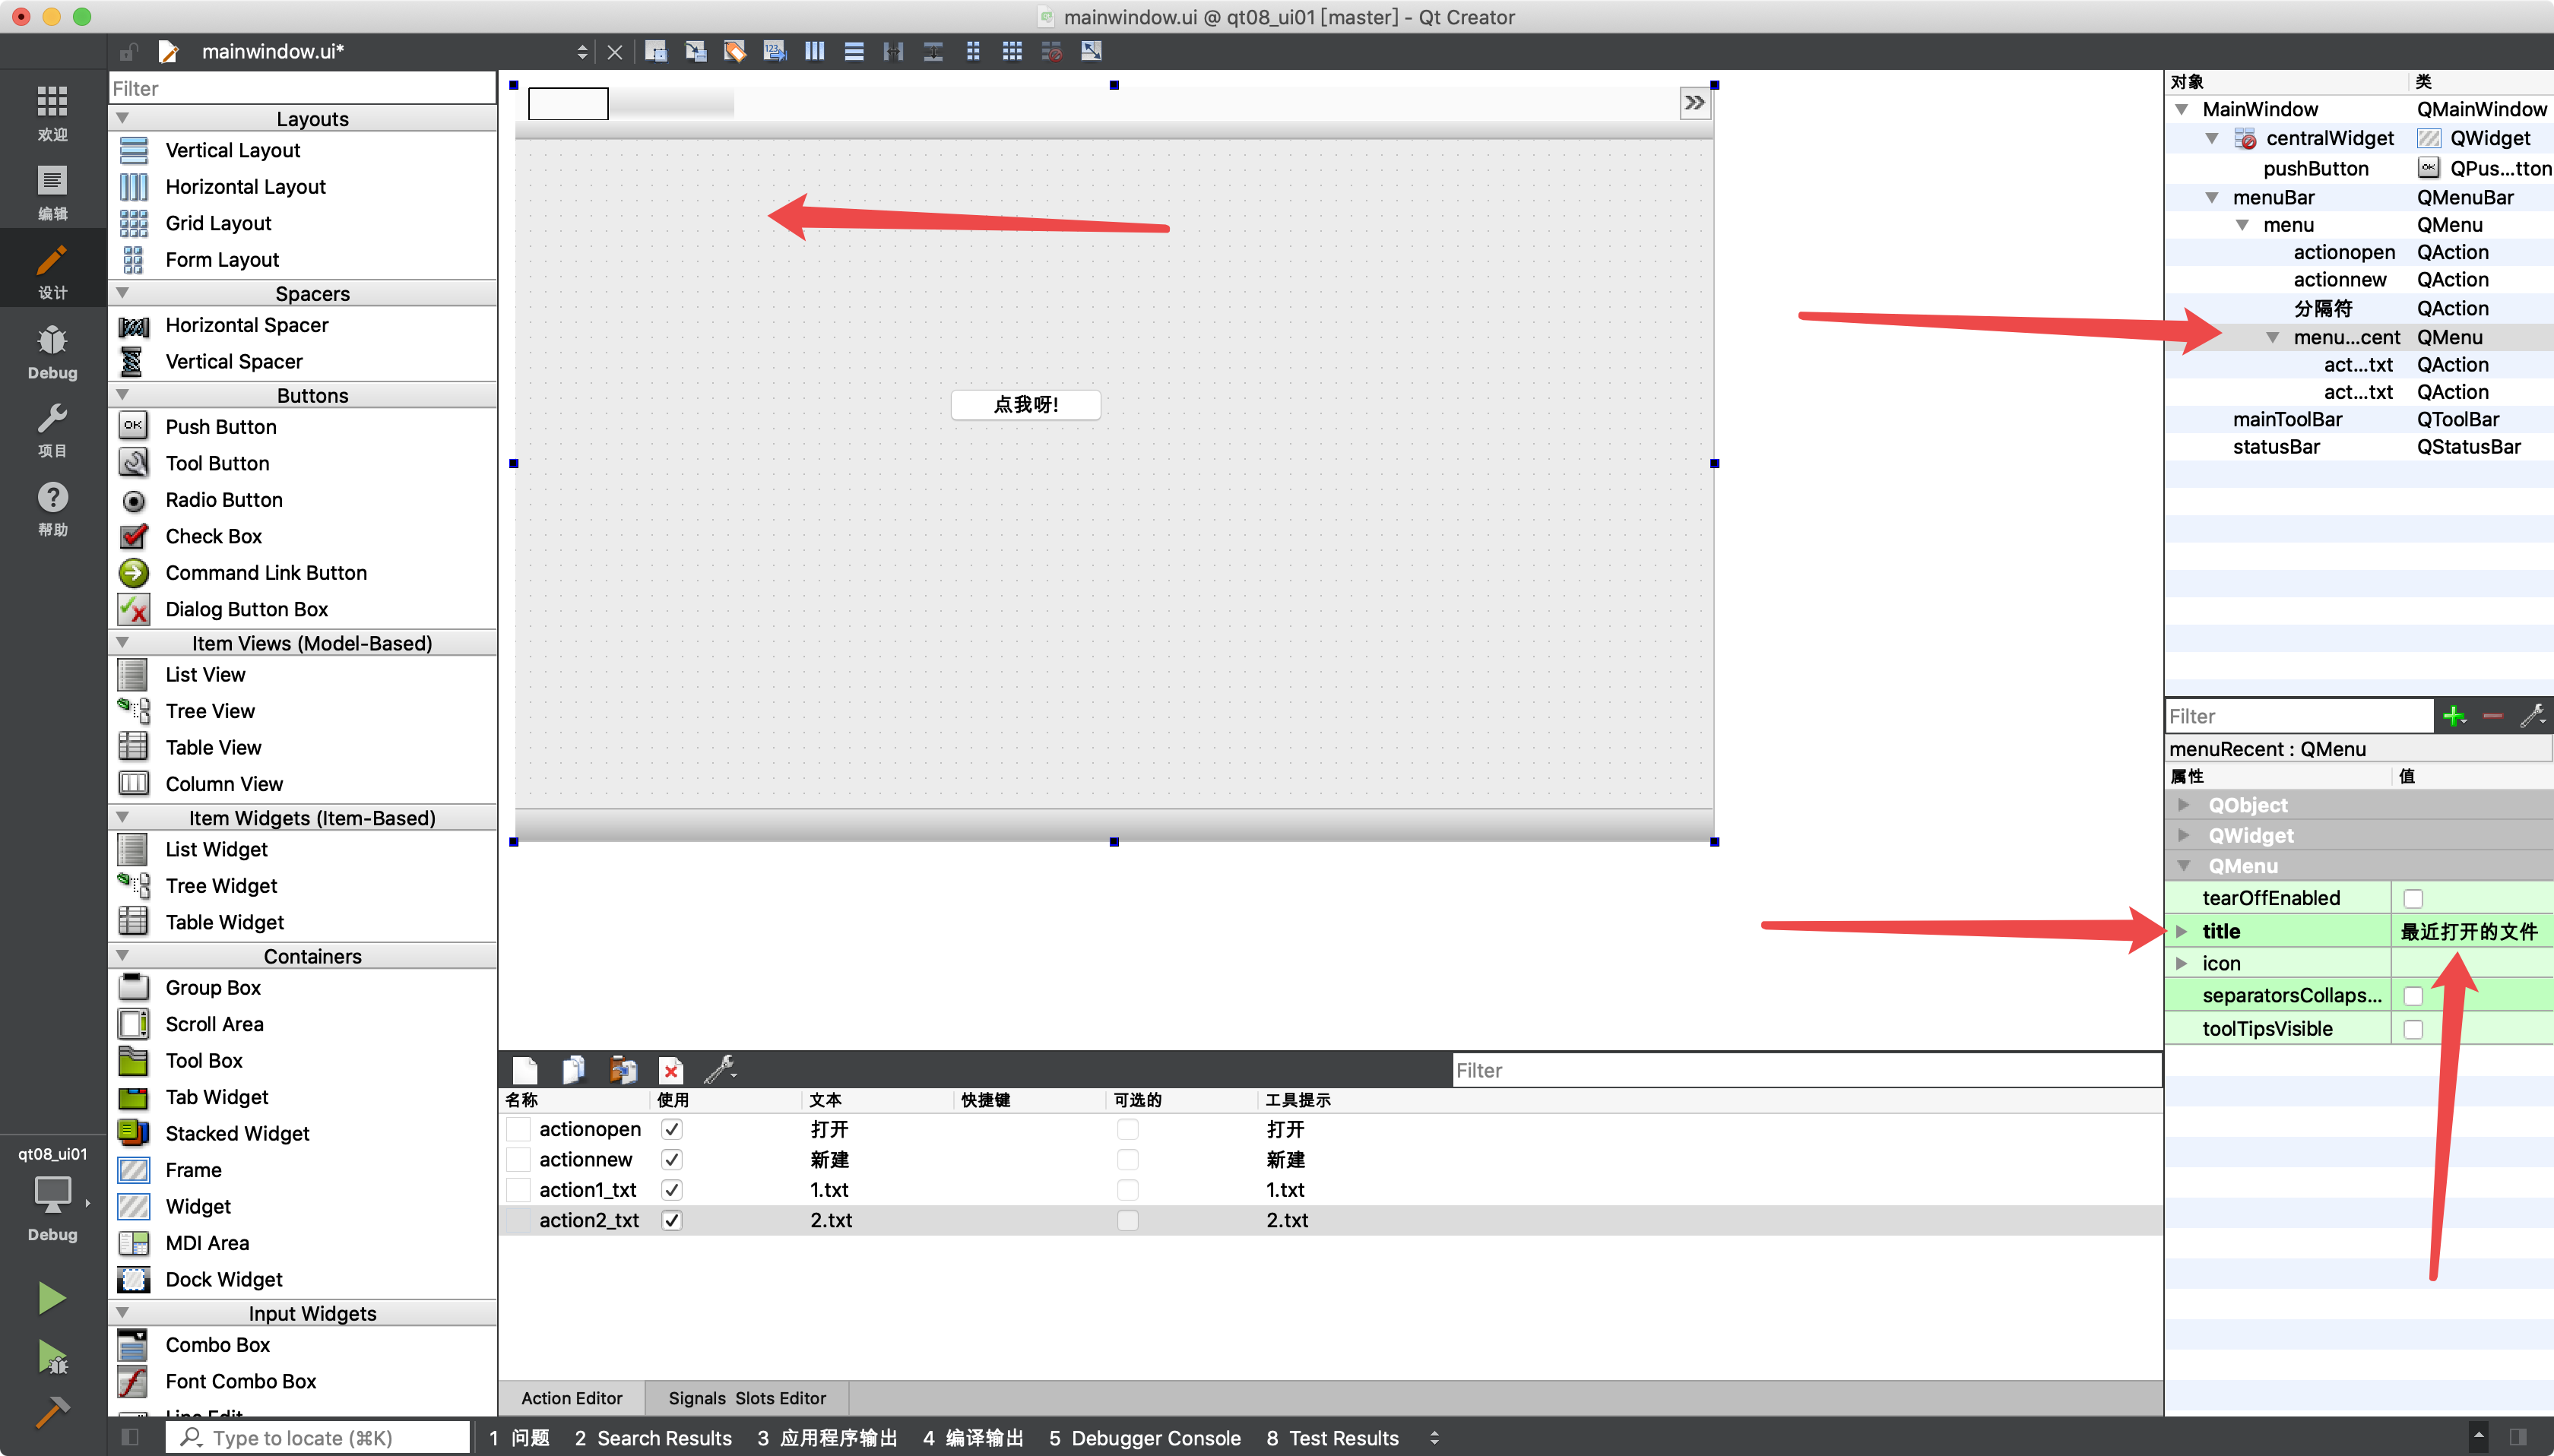 mainwindow.ui @ qt08_ui01 [master] - Qt Creator
mainwindow.ui*
欢迎
编辑
设计
Debug
项目
帮助
qt08_ui01
Debug
Filter
Layouts
Vertical Layout
Horizontal Layout
Grid Layout
Form Layout
Spacers
Horizontal Spacer
Vertical Spacer
Buttons
OK Push Button
Tool Button
Radio Button
Check Box
Command Link Button
Dialog Button Box
Item Views (Model-Based)
List View
Tree View
Table View
Column View
Item Widgets (Item-Based)
List Widget
Tree Widget
Table Widget
Containers
Group Box
Scroll Area
Tool Box
Tab Widget
Stacked Widget
Frame
Widget
MDI Area
Dock Widget
Input Widgets
Combo Box
Font Combo Box
Line Edit
点我呀!
Filter
名称 使用 文本 快捷键 可选的 工具提示
actionopen 打开 打开
actionnew 新建 新建
action1_txt 1.txt 1.txt
action2_txt 2.txt 2.txt
Action Editor Signals Slots Editor
对象 类
MainWindow QMainWindow
centralWidget QWidget
pushButton QPus...tton
menuBar QMenuBar
menu QMenu
actionopen QAction
actionnew QAction
分隔符 QAction
menu...cent QMenu
act...txt QAction
act...txt QAction
mainToolBar QToolBar
statusBar QStatusBar
Filter
menuRecent : QMenu
属性 值
QObject
QWidget
QMenu
tearOffEnabled
title 最近打开的文件
icon
separatorsCollaps...
toolTipsVisible
Type to locate (⌘K) 1 问题 2 Search Results 3 应用程序输出 4 编译输出 5 Debugger Console 8 Test Results